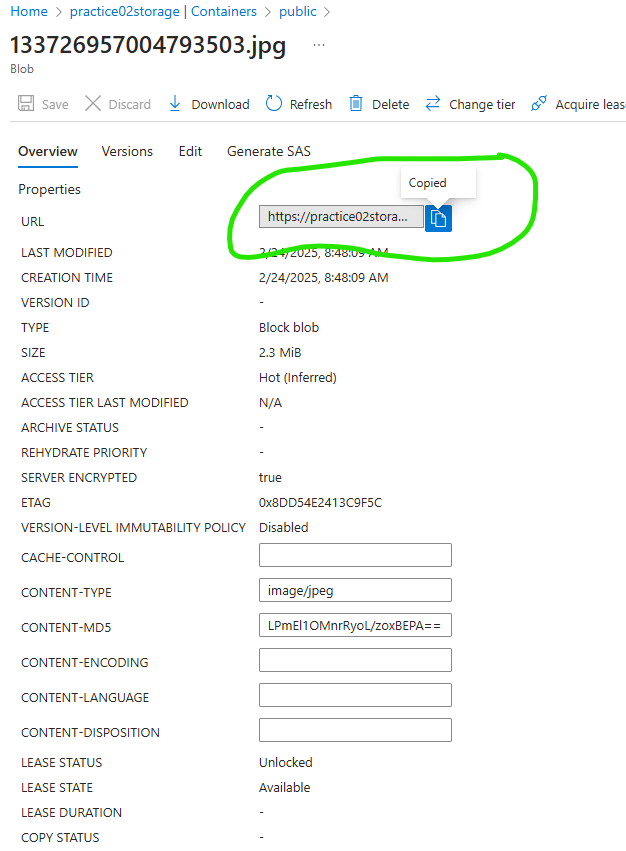 Home > practice02storage | Containers > public >
133726957004793503.jpg ...
Blob
Save Discard Download Refresh Delete Change tier Acquire leas
Overview Versions Edit Generate SAS
Copied
Properties
URL https://practice02stora...
LAST MODIFIED 2/24/2025, 8:48:09 AM
CREATION TIME 2/24/2025, 8:48:09 AM
VERSION ID -
TYPE Block blob
SIZE 2.3 MiB
ACCESS TIER Hot (Inferred)
ACCESS TIER LAST MODIFIED N/A
ARCHIVE STATUS -
REHYDRATE PRIORITY -
SERVER ENCRYPTED true
ETAG 0x8DD54E2413C9F5C
VERSION-LEVEL IMMUTABILITY POLICY Disabled
CACHE-CONTROL
CONTENT-TYPE image/jpeg
CONTENT-MD5 LPmEl1OMnrRyoL/zoxBEPA==
CONTENT-ENCODING
CONTENT-LANGUAGE
CONTENT-DISPOSITION
LEASE STATUS Unlocked
LEASE STATE Available
LEASE DURATION -
COPY STATUS -